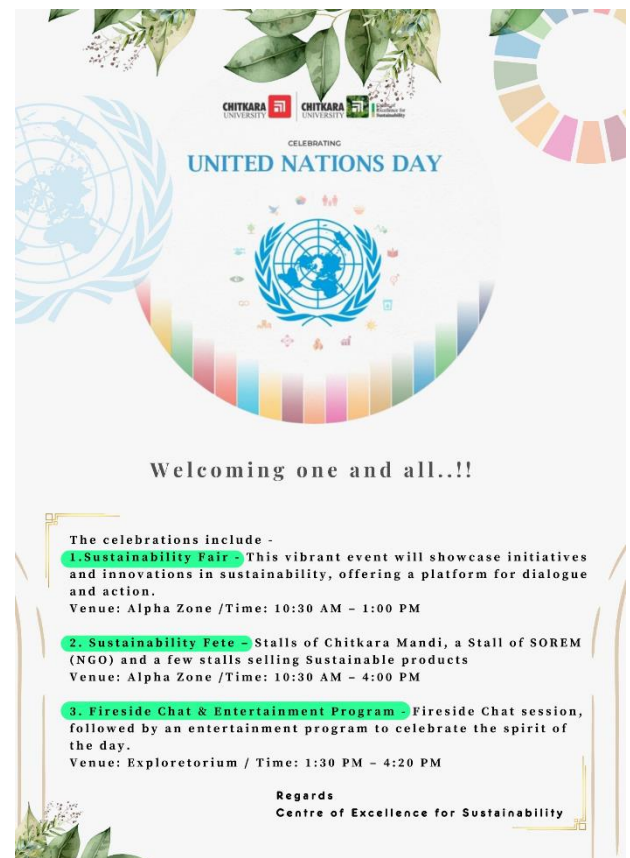 CHITKARA UNIVERSITY
CHITKARA UNIVERSITY
Centre of
Excellence for
Sustainability
CELEBRATING
UNITED NATIONS DAY
Welcoming one and all..!!
The celebrations include -
1.Sustainability Fair - This vibrant event will showcase initiatives
and innovations in sustainability, offering a platform for dialogue
and action.
Venue: Alpha Zone /Time: 10:30 AM – 1:00 PM
2. Sustainability Fete – Stalls of Chitkara Mandi, a Stall of SOREM
(NGO) and a few stalls selling Sustainable products
Venue: Alpha Zone /Time: 10:30 AM – 4:00 PM
3. Fireside Chat & Entertainment Program - Fireside Chat session,
followed by an entertainment program to celebrate the spirit of
the day.
Venue: Exploretorium / Time: 1:30 PM – 4:20 PM
Regards
Centre of Excellence for Sustainability